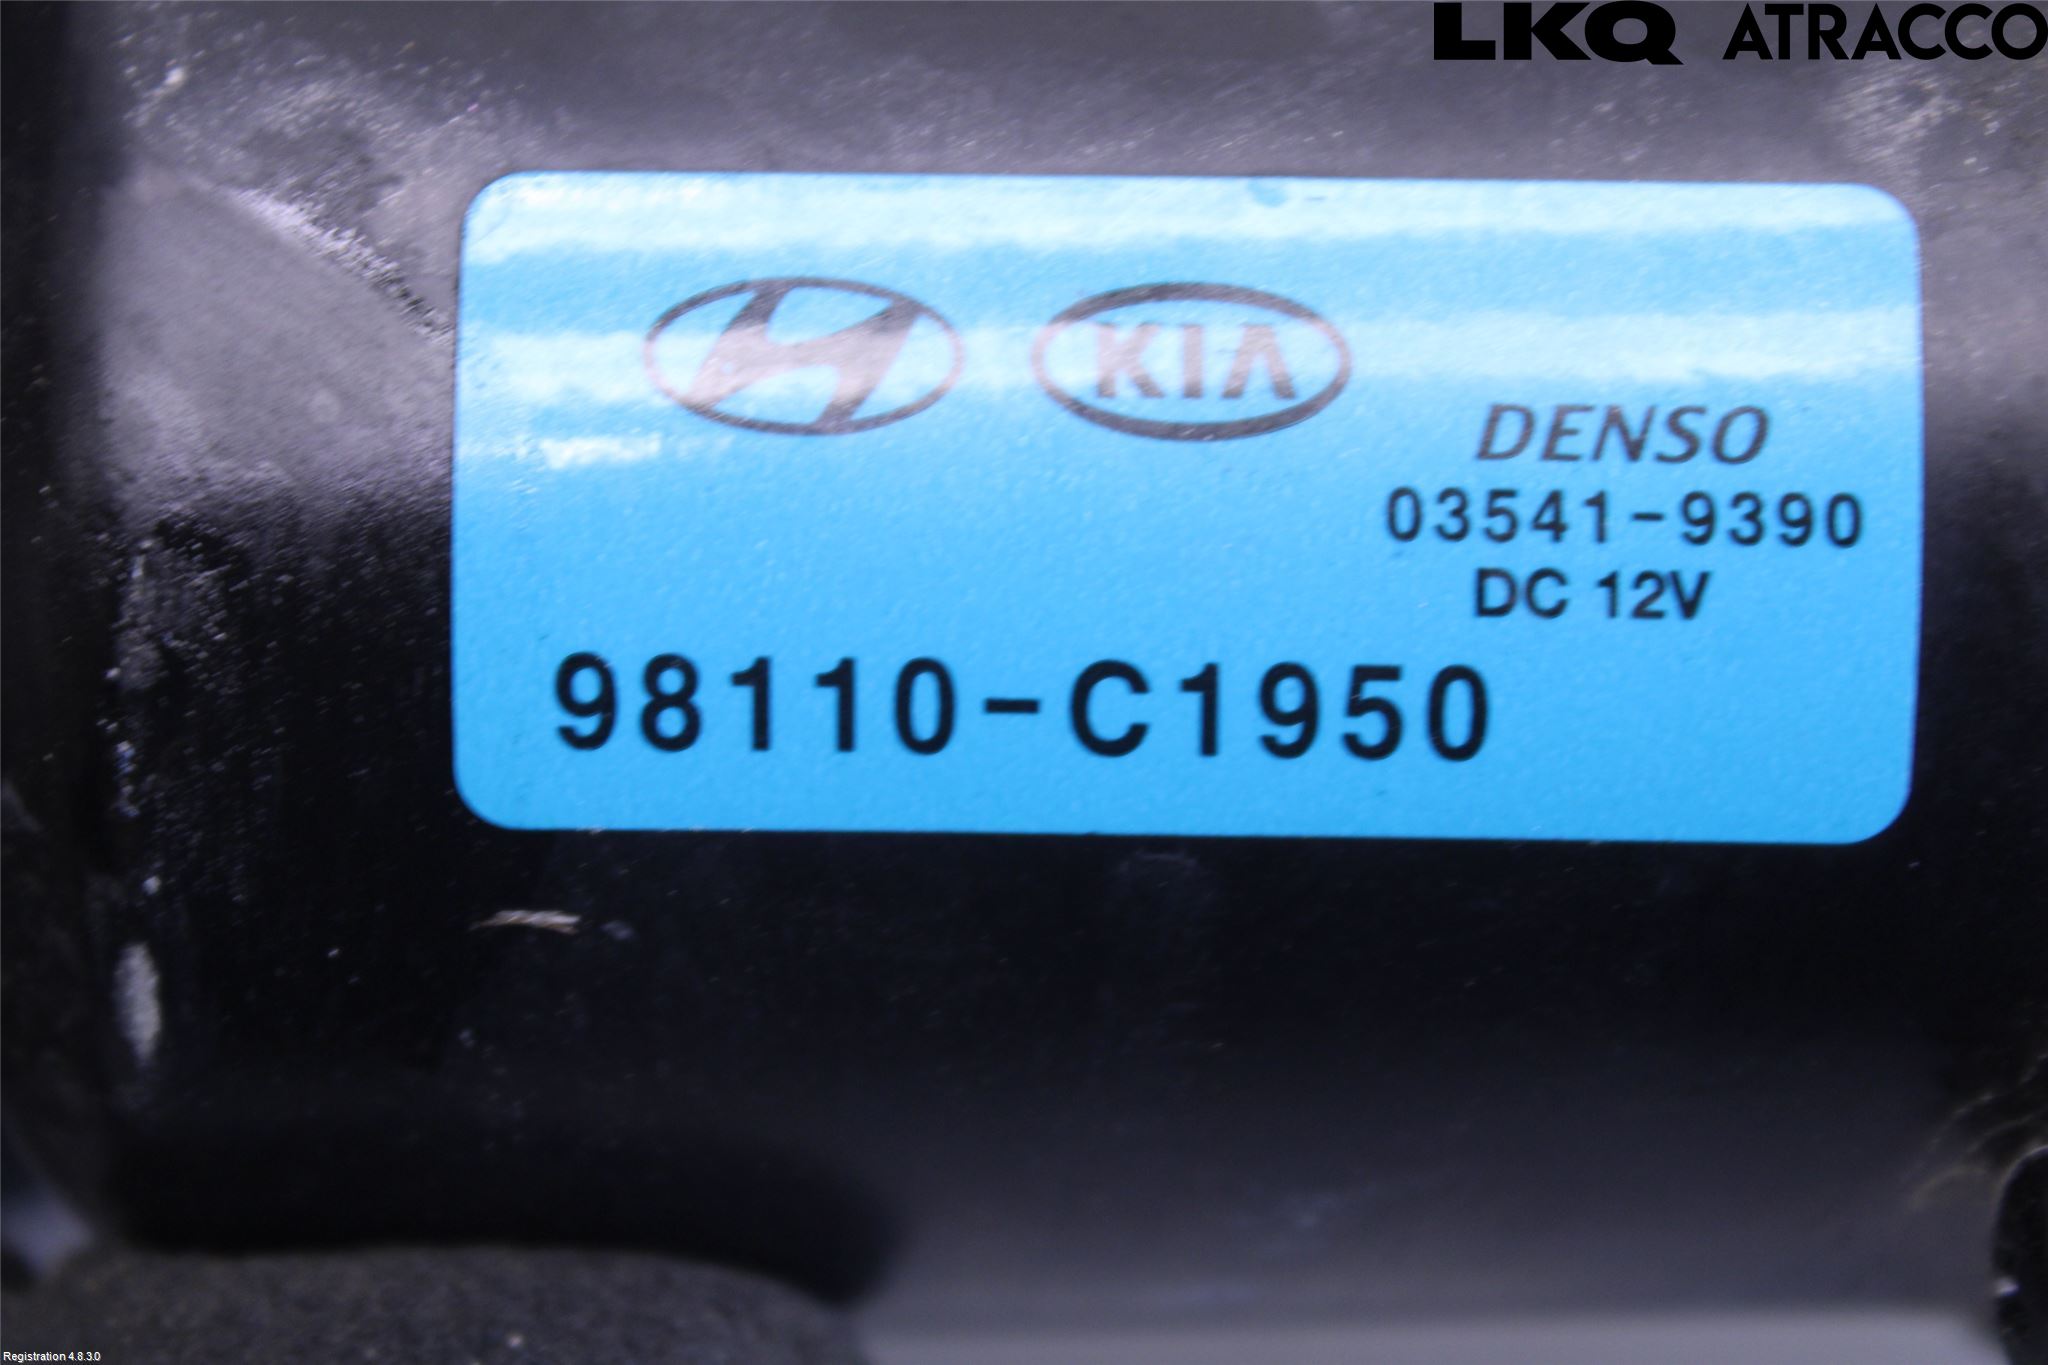 LKQ ATRACCO
KIA
DENSO
03541-9390
DC 12V
98110-C1950
Registration 4.8.3.0